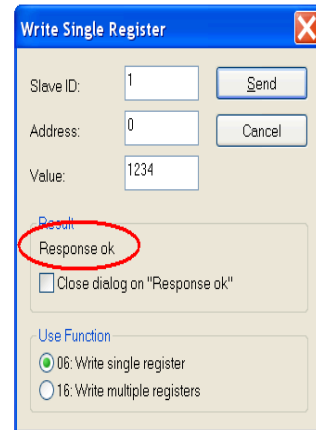 Write Single Register
Slave ID: 1 Send
Address: 0 Cancel
Value: 1234
Result
Response ok
Close dialog on "Response ok"
Use Function
06: Write single register
16: Write multiple registers